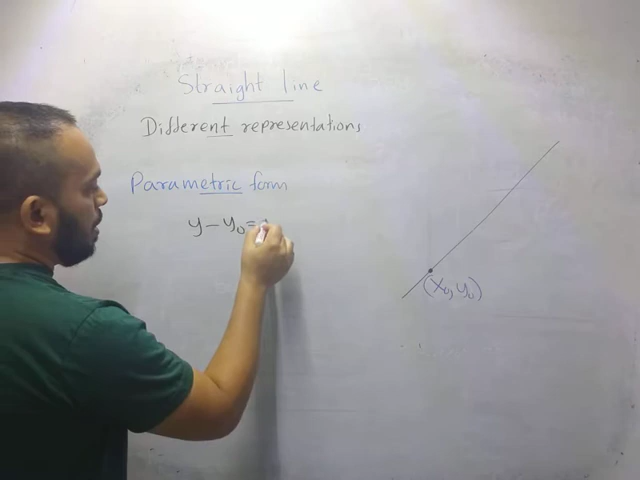 Straight line
Different representations
Parametric form
y - y₀ =
(x₀, y₀)